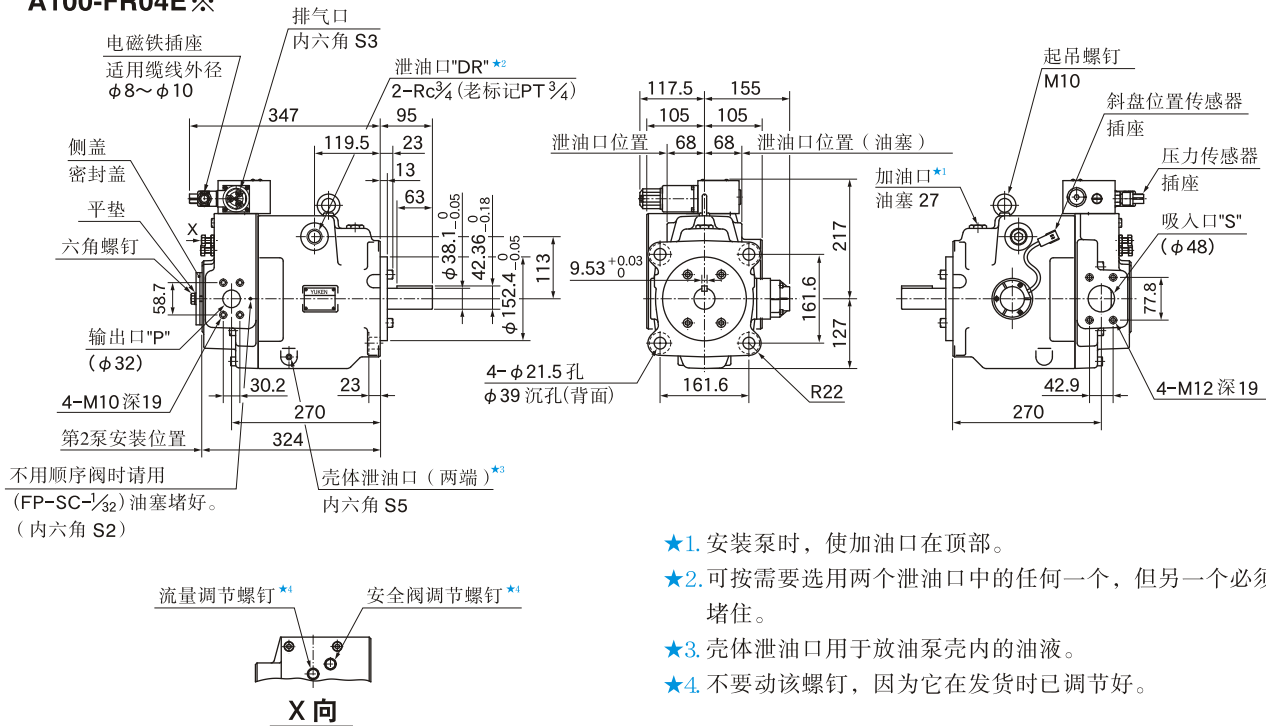 A100-FR04E※
排气口
内六角 S3
电磁铁插座
适用缆线外径
φ8～φ10
泄油口"DR"★2
2-Rc3/4(老标记PT 3/4)
347
95
119.5
23
13
63
侧盖
密封盖
平垫
X
六角螺钉
58.7
YUKEN
φ38.1 0 -0.05
42.36 0 -0.18
φ152.4 0 -0.05
113
输出口"P"
(φ32)
4-M10深19
30.2
23
270
第2泵安装位置
324
不用顺序阀时请用
(FP-SC-1/32)油塞堵好。
(内六角 S2)
壳体泄油口(两端)★3
内六角 S5
117.5
155
105
105
泄油口位置
68
68
泄油口位置(油塞)
217
9.53 +0.03 0
161.6
127
4-φ21.5孔
φ39沉孔(背面)
161.6
R22
起吊螺钉
M10
斜盘位置传感器
插座
压力传感器
插座
加油口★1
油塞 27
吸入口"S"
(φ48)
77.8
42.9
4-M12深19
270
流量调节螺钉★4
安全阀调节螺钉★4
X 向
★1.安装泵时，使加油口在顶部。
★2.可按需要选用两个泄油口中的任何一个，但另一个必须
堵住。
★3.壳体泄油口用于放油泵壳内的油液。
★4.不要动该螺钉，因为它在发货时已调节好。